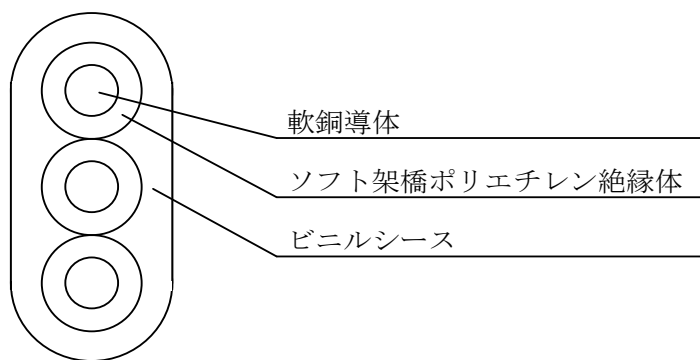 軟銅導体
ソフト架橋ポリエチレン絶縁体
ビニルシース